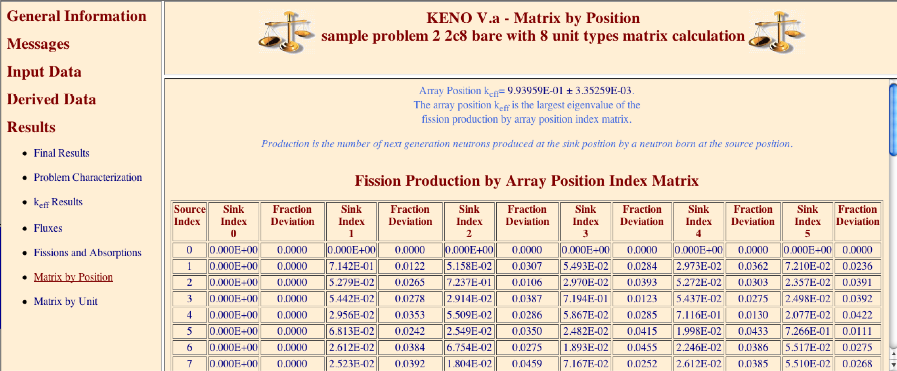 General Information
Messages
Input Data
Derived Data
Results
Final Results
Problem Characterization
keff Results
Fluxes
Fissions and Absorptions
Matrix by Position
Matrix by Unit
KENO V.a - Matrix by Position
sample problem 2 2c8 bare with 8 unit types matrix calculation
Array Position keff= 9.93959E-01 ± 3.35259E-03.
The array position keff is the largest eigenvalue of the
fission production by array position index matrix.
Production is the number of next generation neutrons produced at the sink position by a neutron born at the source position.
Fission Production by Array Position Index Matrix
Source Index Sink Index 0 Fraction Deviation Sink Index 1 Fraction Deviation Sink Index 2 Fraction Deviation Sink Index 3 Fraction Deviation Sink Index 4 Fraction Deviation Sink Index 5 Fraction Deviation
0 0.000E+00 0.0000 0.000E+00 0.0000 0.000E+00 0.0000 0.000E+00 0.0000 0.000E+00 0.0000 0.000E+00 0.0000
1 0.000E+00 0.0000 7.142E-01 0.0122 5.158E-02 0.0307 5.493E-02 0.0284 2.973E-02 0.0362 7.210E-02 0.0236
2 0.000E+00 0.0000 5.279E-02 0.0265 7.237E-01 0.0106 2.970E-02 0.0393 5.272E-02 0.0303 2.357E-02 0.0391
3 0.000E+00 0.0000 5.442E-02 0.0278 2.914E-02 0.0387 7.194E-01 0.0123 5.437E-02 0.0275 2.498E-02 0.0392
4 0.000E+00 0.0000 2.956E-02 0.0353 5.509E-02 0.0286 5.867E-02 0.0285 7.116E-01 0.0130 2.077E-02 0.0422
5 0.000E+00 0.0000 6.813E-02 0.0242 2.549E-02 0.0350 2.482E-02 0.0415 1.998E-02 0.0433 7.266E-01 0.0111
6 0.000E+00 0.0000 2.612E-02 0.0384 6.754E-02 0.0275 1.893E-02 0.0455 2.246E-02 0.0386 5.517E-02 0.0275
7 0.000E+00 0.0000 2.523E-02 0.0392 1.804E-02 0.0459 7.167E-02 0.0252 2.612E-02 0.0385 5.510E-02 0.0268